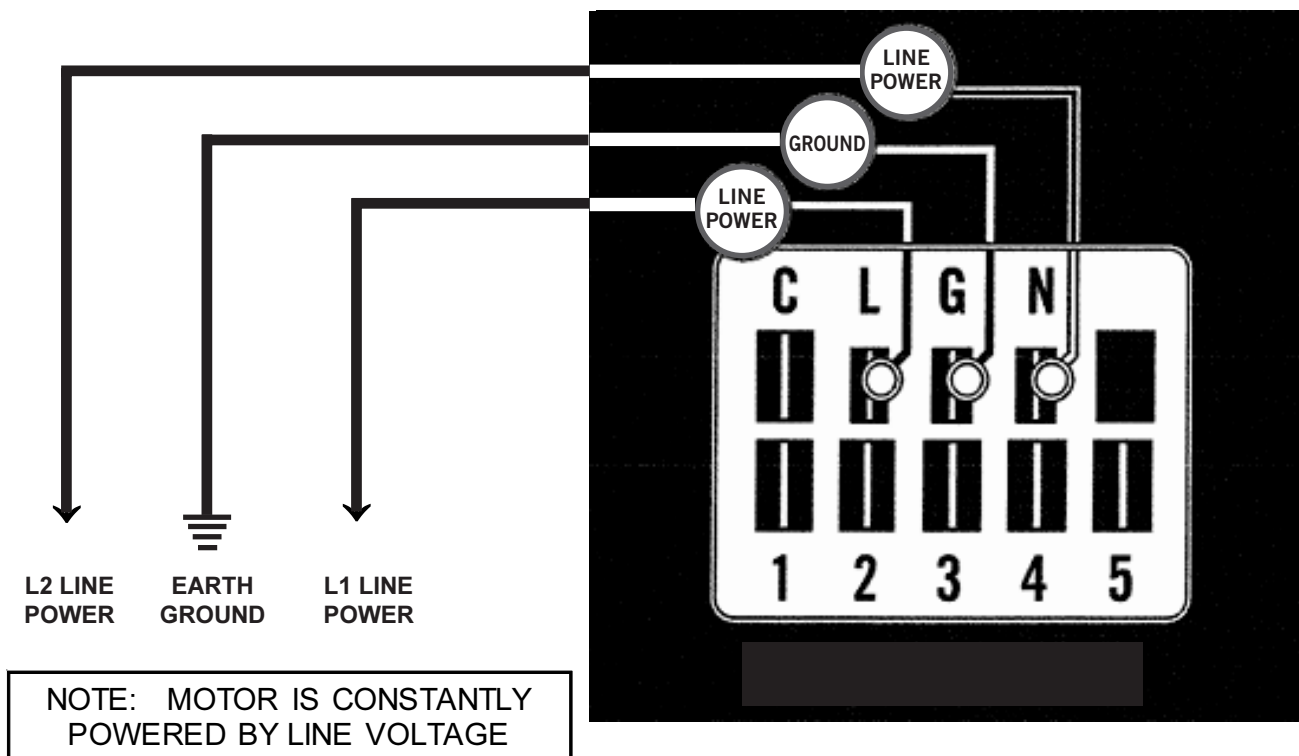 LINE
POWER
GROUND
LINE
POWER
C L G N
1 2 3 4 5
L2 LINE
POWER
EARTH
GROUND
L1 LINE
POWER
NOTE: MOTOR IS CONSTANTLY
POWERED BY LINE VOLTAGE